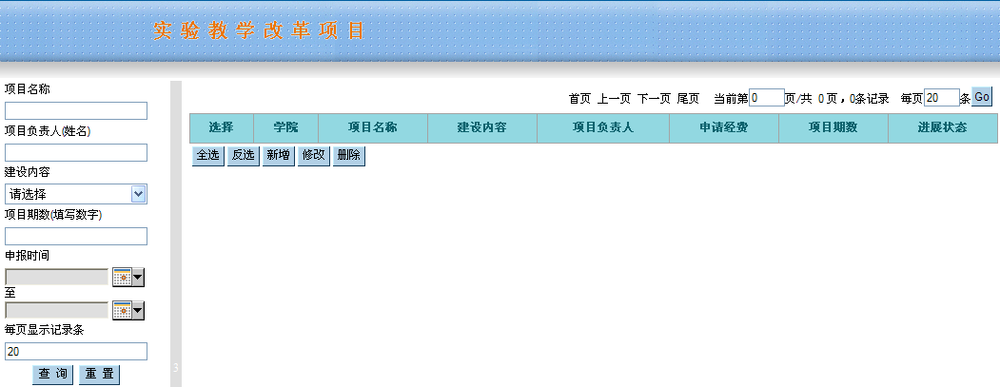 实验教学改革项目
项目名称
项目负责人(姓名)
建设内容
请选择
项目期数(填写数字)
申报时间
至
每页显示记录条
20
查 询 重 置
3
首页 上一页 下一页 尾页 当前第0页/共 0 页，0条记录 每页20条Go
选择 学院 项目名称 建设内容 项目负责人 申请经费 项目期数 进展状态
全选 反选 新增 修改 删除